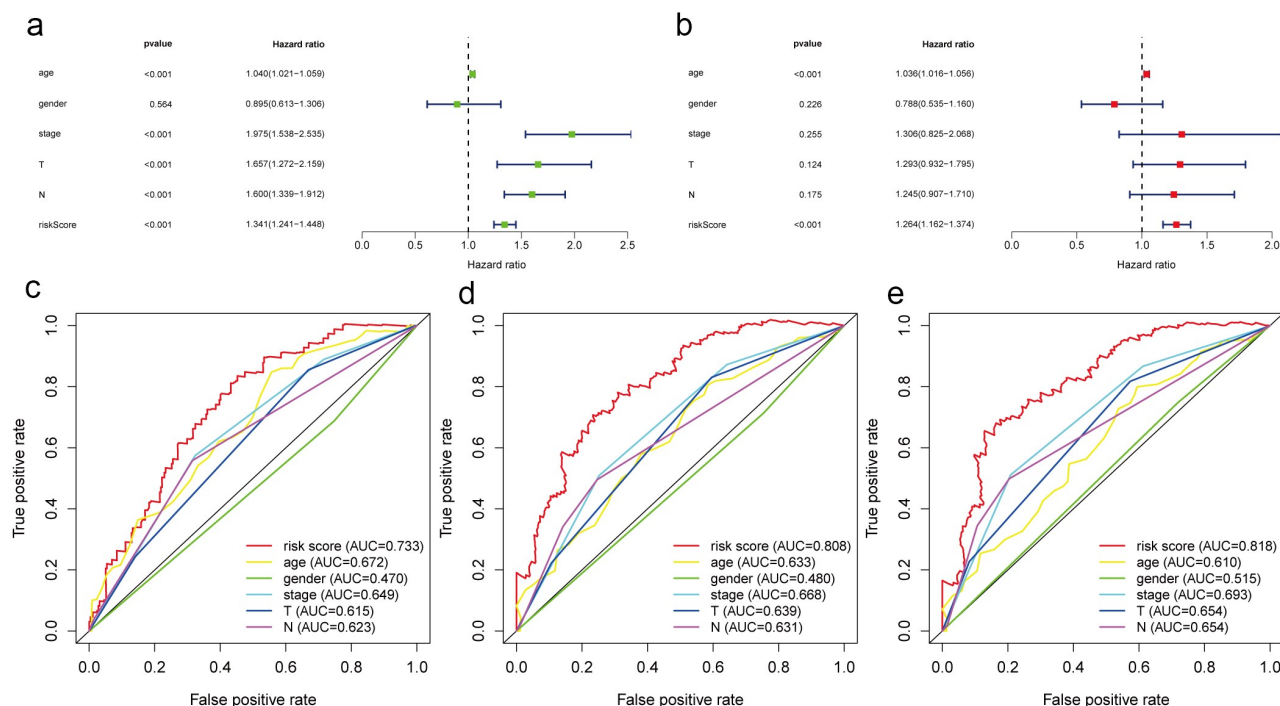 a
pvalue Hazard ratio
age <0.001 1.040(1.021−1.059)
gender 0.564 0.895(0.613−1.306)
stage <0.001 1.975(1.538−2.535)
T <0.001 1.657(1.272−2.159)
N <0.001 1.600(1.339−1.912)
riskScore <0.001 1.341(1.241−1.448)
0.0 0.5 1.0 1.5 2.0 2.5
Hazard ratio
b
pvalue Hazard ratio
age <0.001 1.036(1.016−1.056)
gender 0.226 0.788(0.535−1.160)
stage 0.255 1.306(0.825−2.068)
T 0.124 1.293(0.932−1.795)
N 0.175 1.245(0.907−1.710)
riskScore <0.001 1.264(1.162−1.374)
0.0 0.5 1.0 1.5 2.0
Hazard ratio
c
True positive rate
1.0
0.8
0.6
0.4
0.2
0.0
risk score (AUC=0.733)
age (AUC=0.672)
gender (AUC=0.470)
stage (AUC=0.649)
T (AUC=0.615)
N (AUC=0.623)
0.0 0.2 0.4 0.6 0.8 1.0
False positive rate
d
True positive rate
1.0
0.8
0.6
0.4
0.2
0.0
risk score (AUC=0.808)
age (AUC=0.633)
gender (AUC=0.480)
stage (AUC=0.668)
T (AUC=0.639)
N (AUC=0.631)
0.0 0.2 0.4 0.6 0.8 1.0
False positive rate
e
True positive rate
1.0
0.8
0.6
0.4
0.2
0.0
risk score (AUC=0.818)
age (AUC=0.610)
gender (AUC=0.515)
stage (AUC=0.693)
T (AUC=0.654)
N (AUC=0.654)
0.0 0.2 0.4 0.6 0.8 1.0
False positive rate